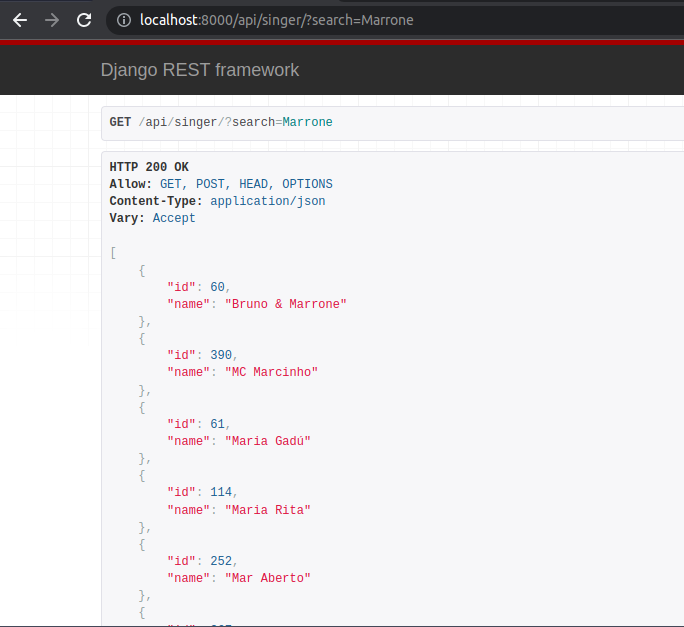 localhost:8000/api/singer/?search=Marrone
Django REST framework
GET /api/singer/?search=Marrone
HTTP 200 OK
Allow: GET, POST, HEAD, OPTIONS
Content-Type: application/json
Vary: Accept
[
{
"id": 60,
"name": "Bruno & Marrone"
},
{
"id": 390,
"name": "MC Marcinho"
},
{
"id": 61,
"name": "Maria Gadú"
},
{
"id": 114,
"name": "Maria Rita"
},
{
"id": 252,
"name": "Mar Aberto"
},
{